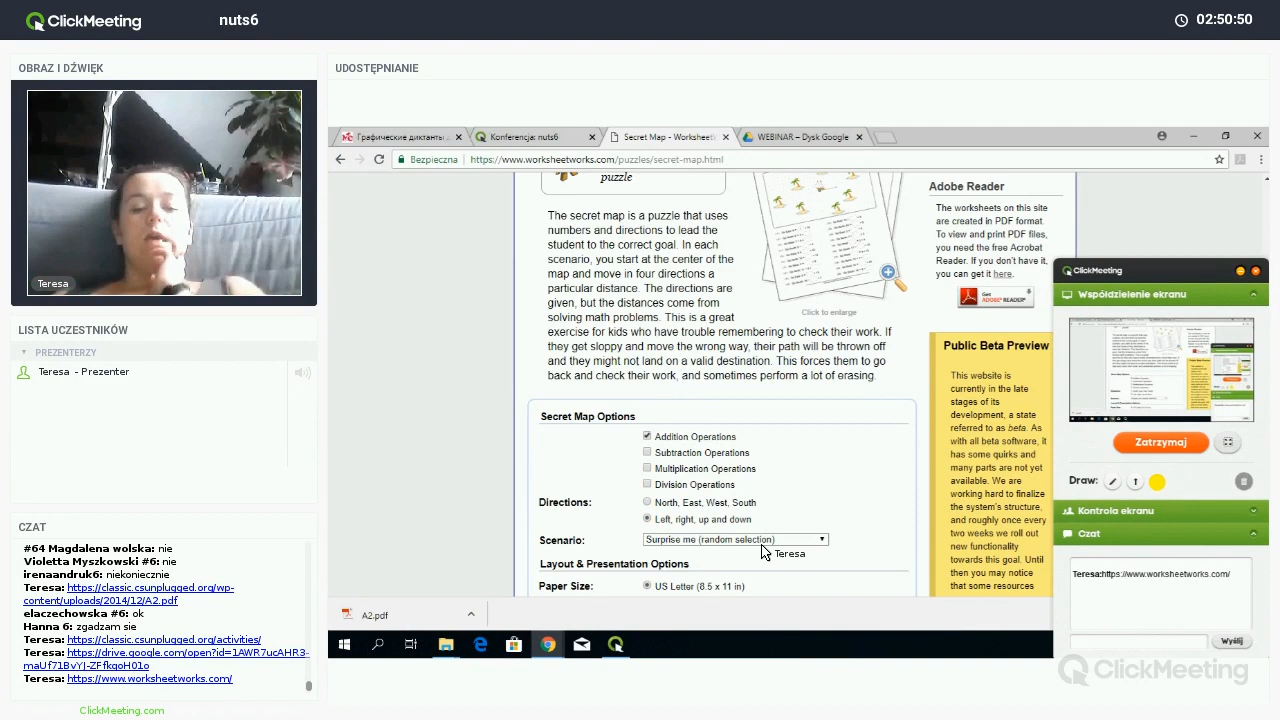 ClickMeeting
nuts6
02:50:50
OBRAZ I DŹWIĘK
Teresa
LISTA UCZESTNIKÓW
PREZENTERZY
Teresa - Prezenter
CZAT
#64 Magdalena wolska: nie
Violetta Myszkowski #6: nie
irenaandruk6: niekoniecznie
Teresa: https://classic.csunplugged.org/wp-
content/uploads/2014/12/A2.pdf
elaczechowska #6: ok
Hanna 6: zgadzam sie
Teresa: https://classic.csunplugged.org/activities/
Teresa: https://drive.google.com/open?id=1AWR7ucAHR3-
maUf71BvYJ-ZFfkqoH01o
Teresa: https://www.worksheetworks.com/
ClickMeeting.com
UDOSTĘPNIANIE
Графические диктанты
Konferencja: nuts6
Secret Map - Worksheet
WEBINAR – Dysk Google
Bezpieczna
https://www.worksheetworks.com/puzzles/secret-map.html
puzzle
The secret map is a puzzle that uses
numbers and directions to lead the
student to the correct goal. In each
scenario, you start at the center of the
map and move in four directions a
particular distance. The directions are
given, but the distances come from
solving math problems. This is a great
exercise for kids who have trouble remembering to check their work. If
they get sloppy and move the wrong way, their path will be thrown off
and they might not land on a valid destination. This forces them to go
back and check their work, and sometimes perform a lot of erasing.
Click to enlarge
Secret Map Options
Addition Operations
Subtraction Operations
Multiplication Operations
Division Operations
Directions:
North, East, West, South
Left, right, up and down
Scenario:
Surprise me (random selection)
Teresa
Layout & Presentation Options
Paper Size:
US Letter (8.5 x 11 in)
Adobe Reader
The worksheets on this site
are created in PDF format.
To view and print PDF files,
you need the free Acrobat
Reader. If you don't have it,
you can get it here.
Get
ADOBE® READER®
Public Beta Preview
This website is
currently in the late
stages of its
development, a state
referred to as beta. As
with all beta software, it
has some quirks and
many parts are not yet
available. We are
working hard to finalize
the system's structure,
and roughly once every
two weeks we roll out
new functionality
towards this goal. Until
then you may notice
that some resources
A2.pdf
ClickMeeting
Współdzielenie ekranu
Zatrzymaj
Draw:
Kontrola ekranu
Czat
Teresa:https://www.worksheetworks.com/
Wyślij
ClickMeeting